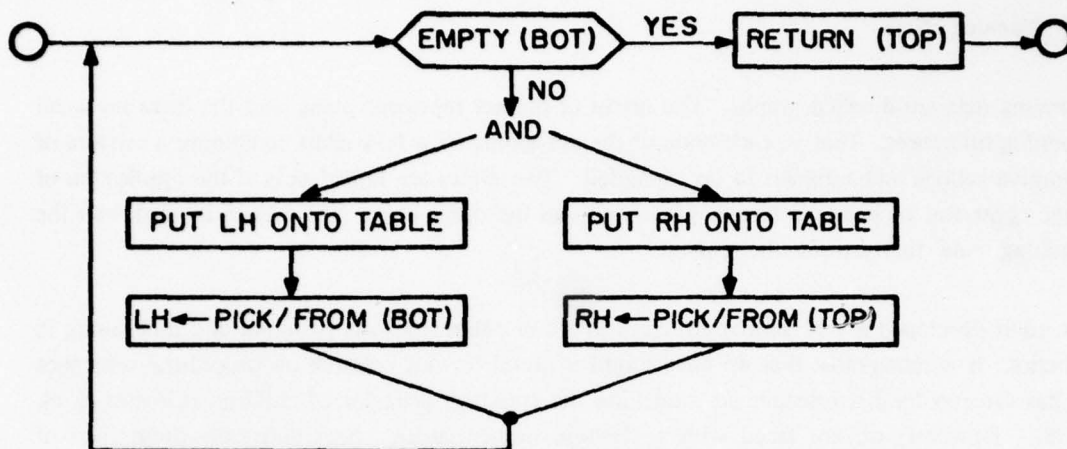 EMPTY (BOT)
YES
RETURN (TOP)
NO
AND
PUT LH ONTO TABLE
PUT RH ONTO TABLE
LH ← PICK/FROM (BOT)
RH ← PICK/FROM (TOP)